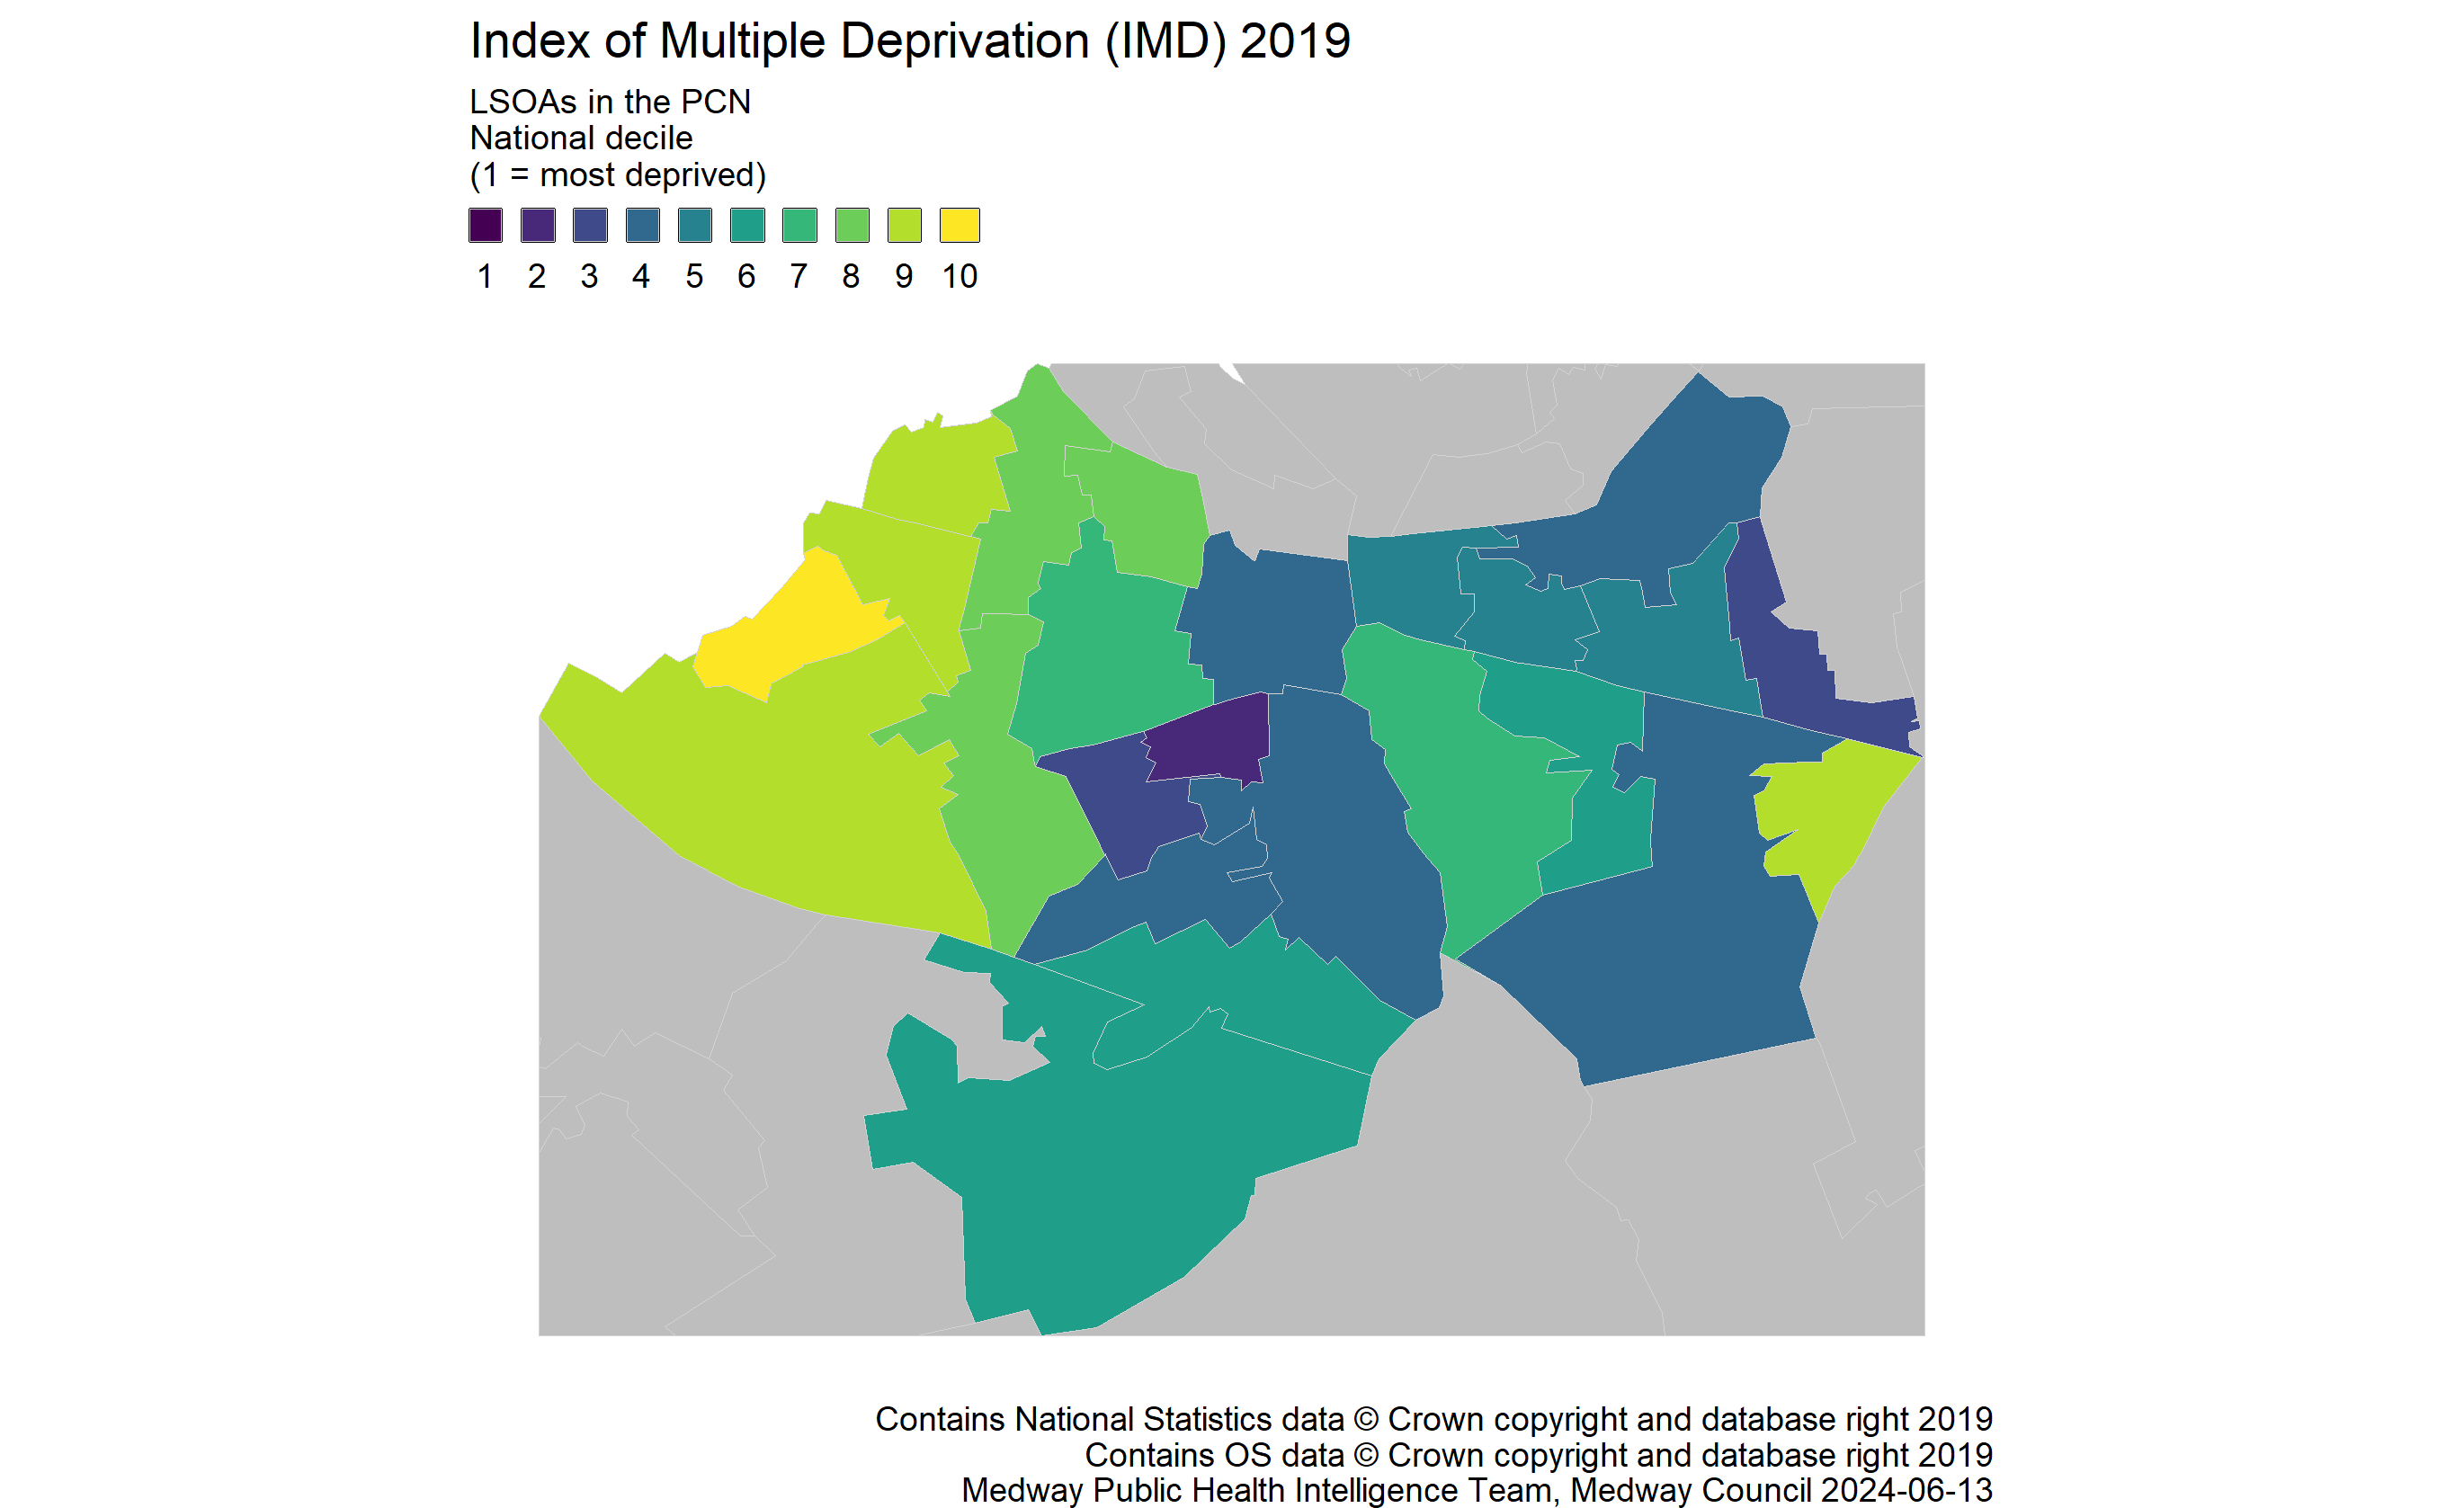 Index of Multiple Deprivation (IMD) 2019
LSOAs in the PCN
National decile
(1 = most deprived)
1 2 3 4 5 6 7 8 9 10
Contains National Statistics data © Crown copyright and database right 2019
Contains OS data © Crown copyright and database right 2019
Medway Public Health Intelligence Team, Medway Council 2024-06-13